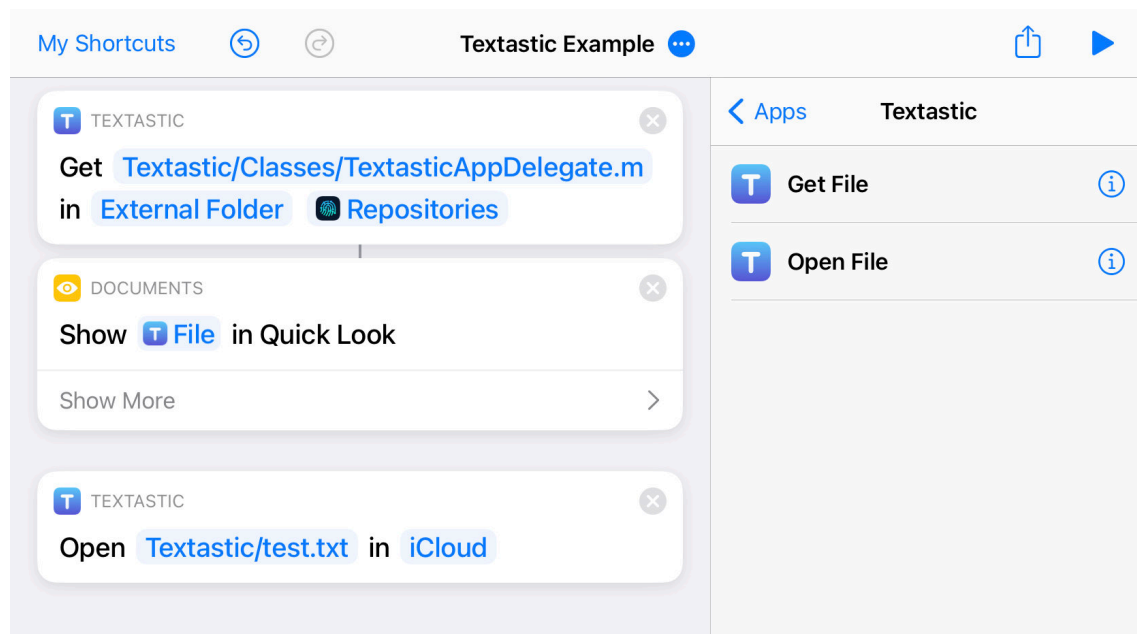 My Shortcuts Textastic Example
TEXTASTIC
Get Textastic/Classes/TextasticAppDelegate.m
in External Folder Repositories
DOCUMENTS
Show T File in Quick Look
Show More
TEXTASTIC
Open Textastic/test.txt in iCloud
Apps Textastic
T Get File
T Open File